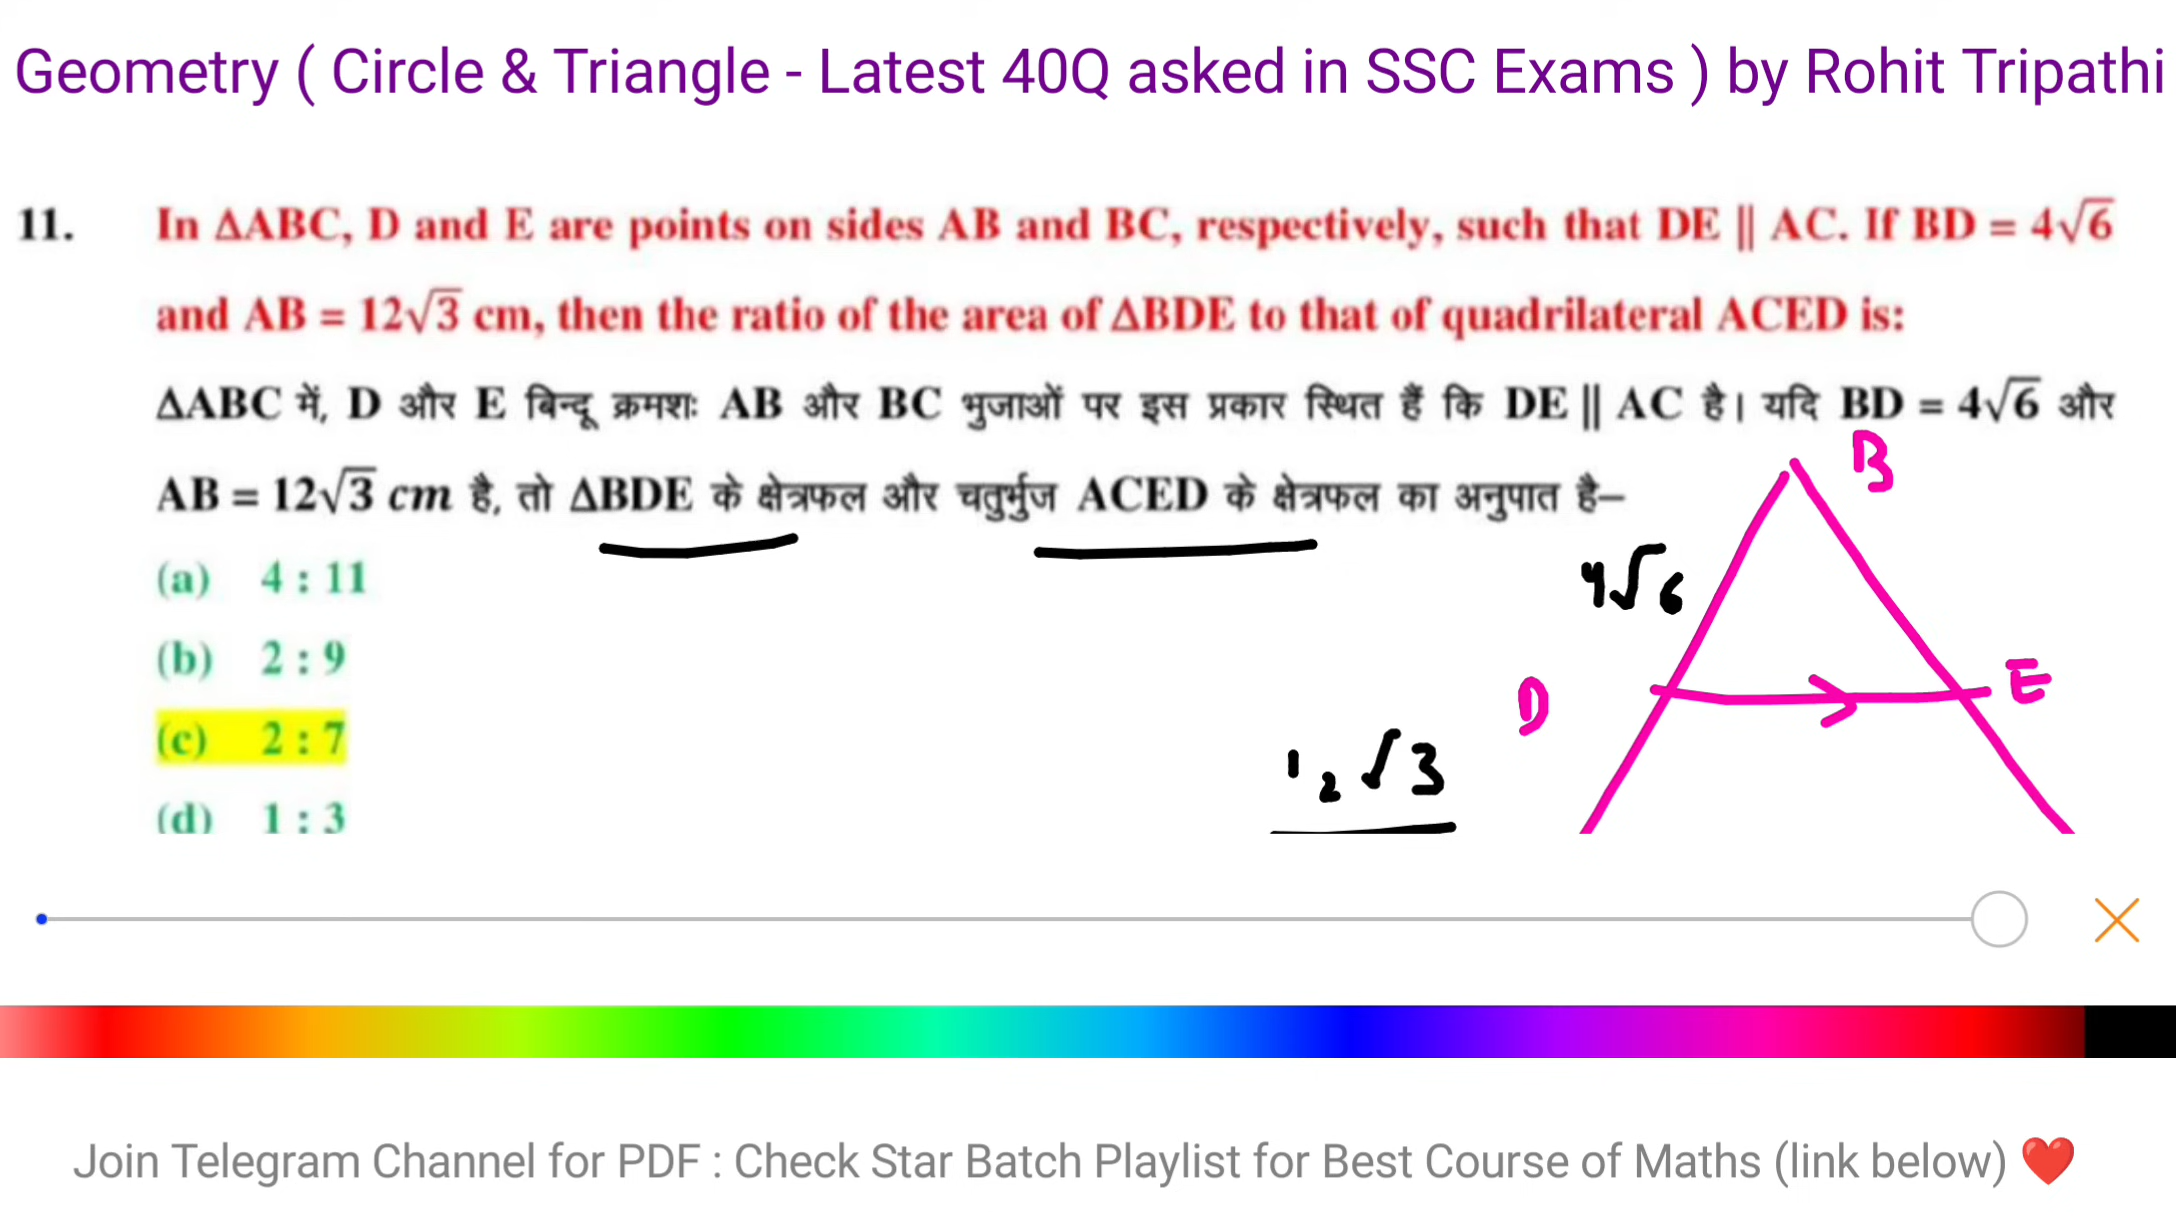 Geometry ( Circle & Triangle - Latest 40Q asked in SSC Exams ) by Rohit Tripathi
11. In ΔABC, D and E are points on sides AB and BC, respectively, such that DE || AC. If BD = 4√6
and AB = 12√3 cm, then the ratio of the area of ΔBDE to that of quadrilateral ACED is:
ΔABC में, D और E बिन्दू क्रमशः AB और BC भुजाओं पर इस प्रकार स्थित हैं कि DE || AC है। यदि BD = 4√6 और
AB = 12√3 cm है, तो ΔBDE के क्षेत्रफल और चतुर्भुज ACED के क्षेत्रफल का अनुपात है–
(a) 4 : 11
(b) 2 : 9
(c) 2 : 7
(d) 1 : 3
B
4√6
D
E
12√3
Join Telegram Channel for PDF : Check Star Batch Playlist for Best Course of Maths (link below) ❤️